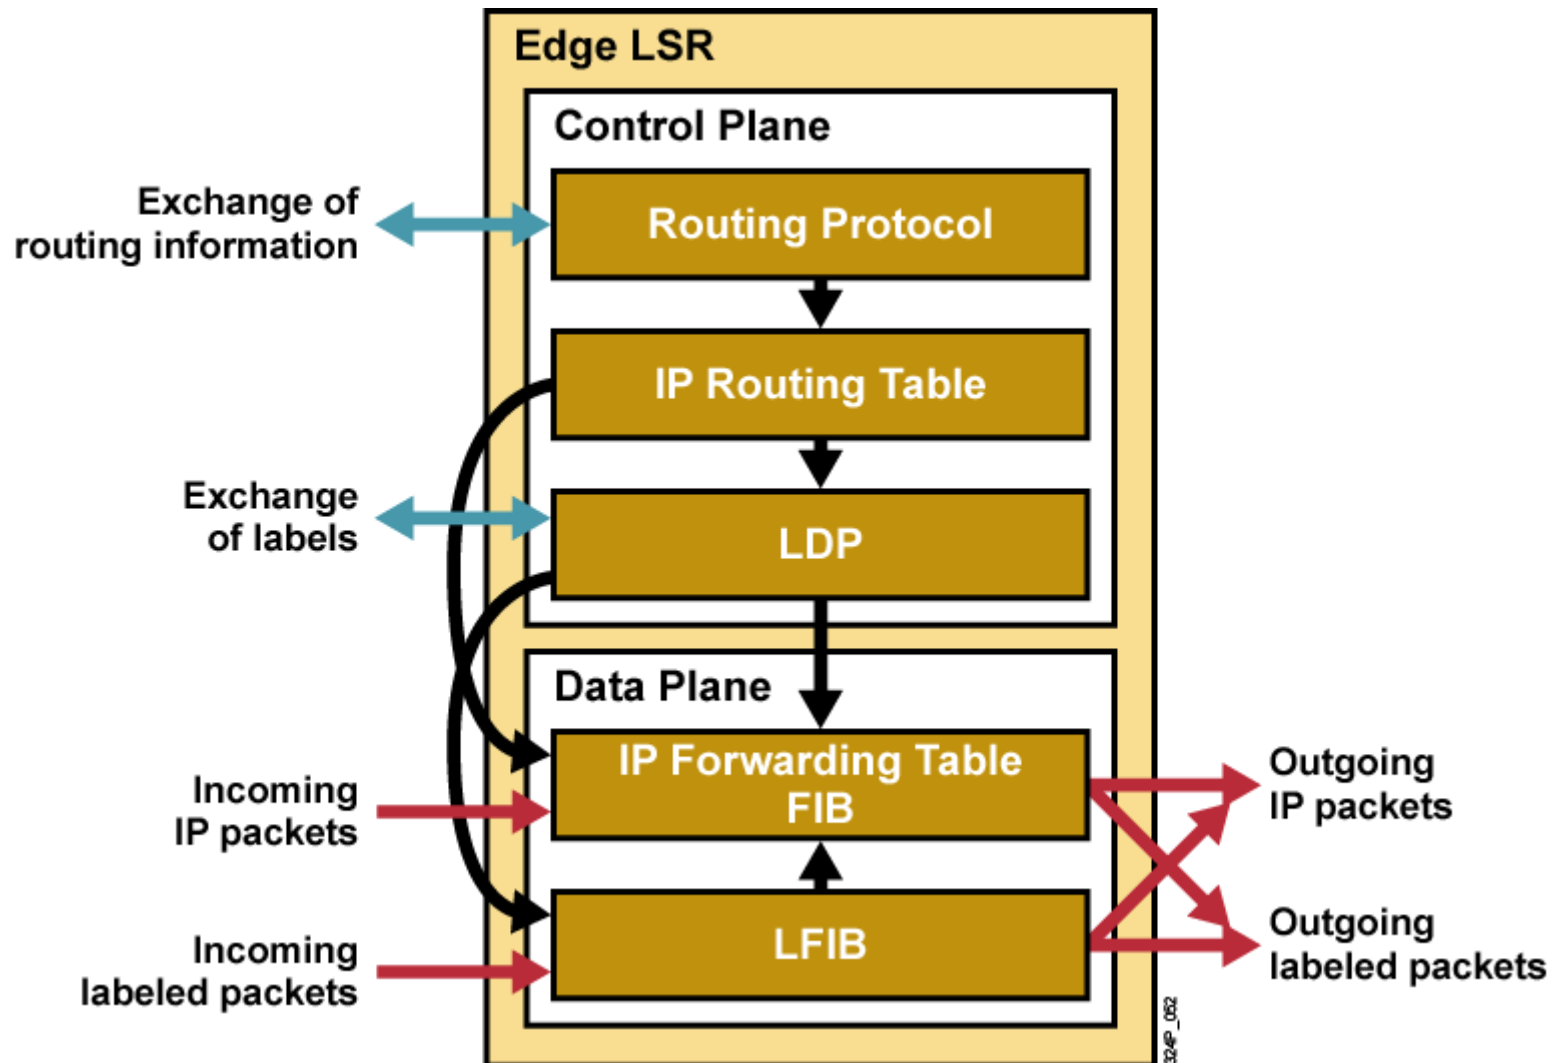 Edge LSR
Control Plane
Exchange of
routing information
Routing Protocol
IP Routing Table
Exchange
of labels
LDP
Data Plane
Incoming
IP packets
IP Forwarding Table
FIB
Outgoing
IP packets
Incoming
labeled packets
LFIB
Outgoing
labeled packets
324P_052